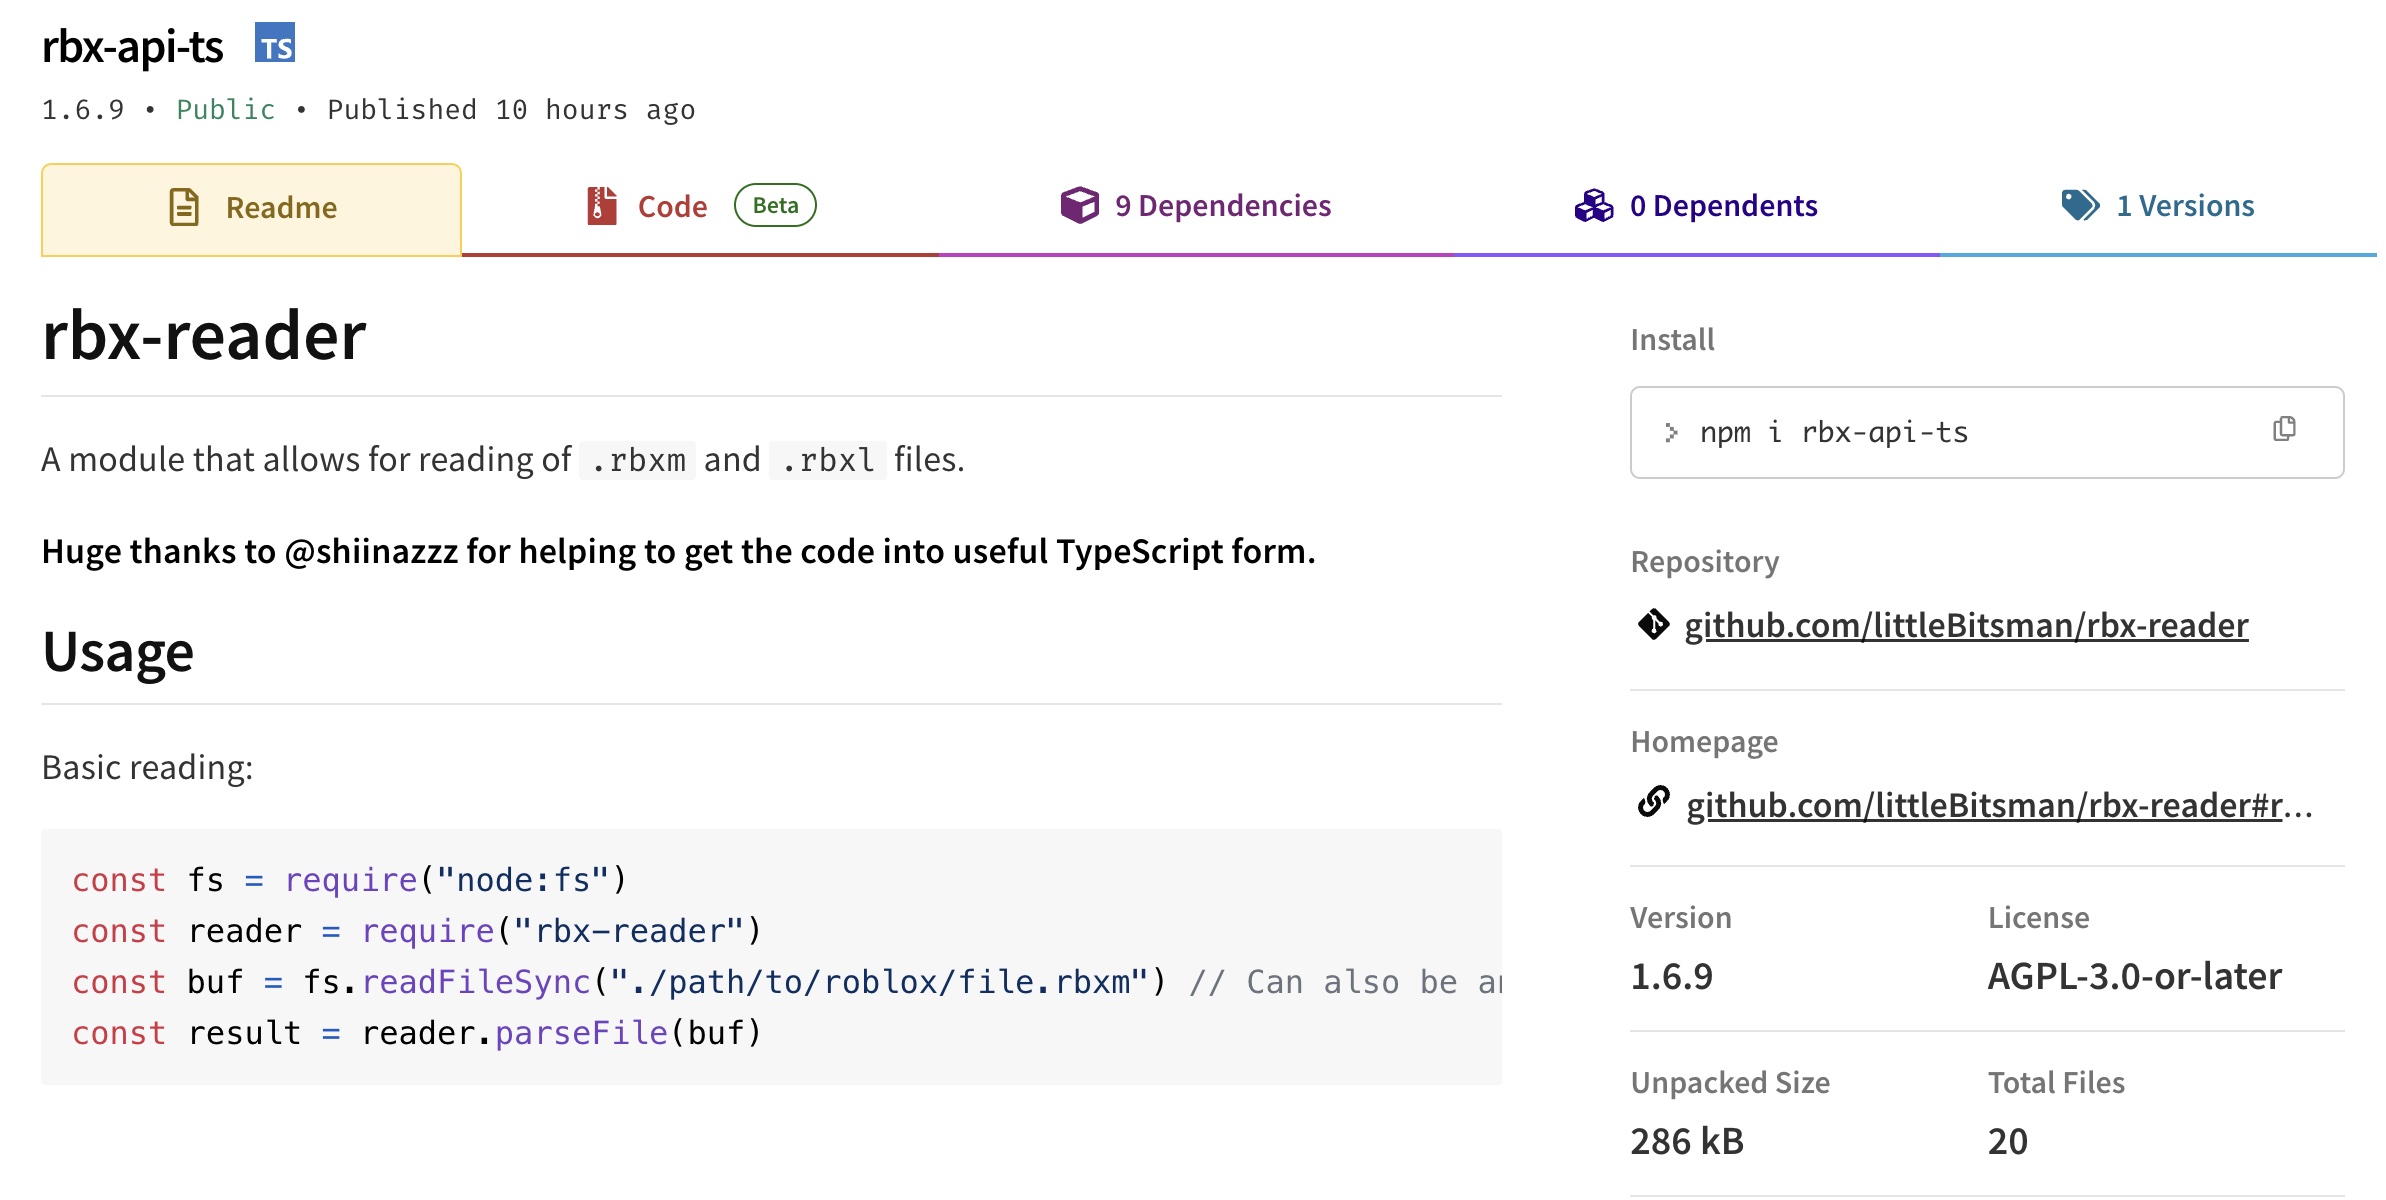 rbx-api-ts TS
1.6.9 • Public • Published 10 hours ago
Readme
Code Beta
9 Dependencies
0 Dependents
1 Versions
rbx-reader
A module that allows for reading of .rbxm and .rbxl files.
Huge thanks to @shiinazzz for helping to get the code into useful TypeScript form.
Usage
Basic reading:
const fs = require("node:fs")
const reader = require("rbx-reader")
const buf = fs.readFileSync("./path/to/roblox/file.rbxm") // Can also be
const result = reader.parseFile(buf)
Install
> npm i rbx-api-ts
Repository
github.com/littleBitsman/rbx-reader
Homepage
github.com/littleBitsman/rbx-reader#r...
Version License
1.6.9 AGPL-3.0-or-later
Unpacked Size Total Files
286 kB 20